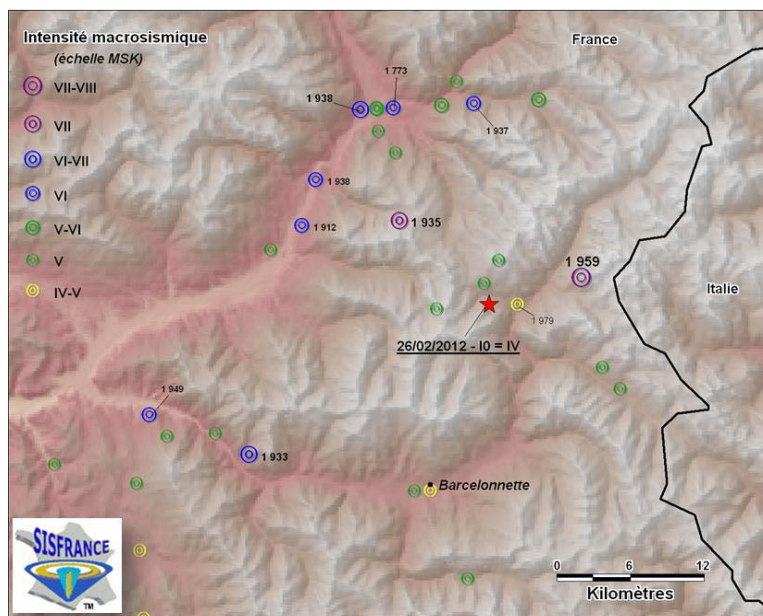 Intensité macrosismique
(échelle MSK)
VII-VIII
VII
VI-VII
VI
V-VI
V
IV-V
France
1 773
1 938
1 937
1 938
1 935
1 912
1 959
Italie
1 979
26/02/2012 - I0 = IV
1 949
1 933
Barcelonnette
SISFRANCE
TM
0 6 12
Kilomètres